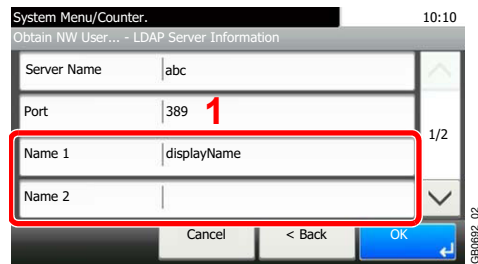 System Menu/Counter. 10:10
Obtain NW User... - LDAP Server Information
Server Name abc
Port 389 1
1/2
Name 1 displayName
Name 2
Cancel < Back OK
GB0692_02